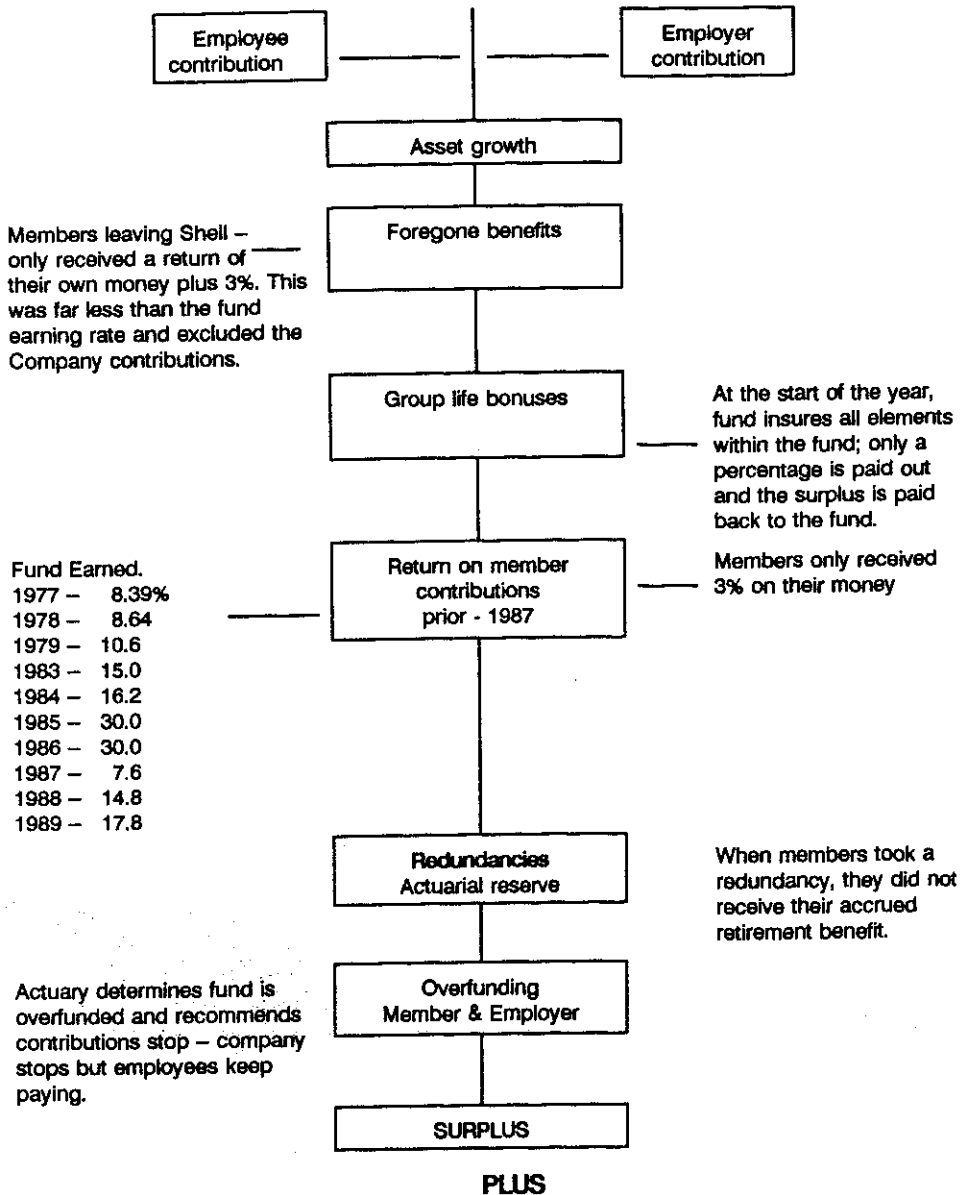 Employee
contribution
Employer
contribution
Asset growth
Members leaving Shell –
only received a return of
their own money plus 3%. This
was far less than the fund
earning rate and excluded the
Company contributions.
Foregone benefits
Group life bonuses
At the start of the year,
fund insures all elements
within the fund; only a
percentage is paid out
and the surplus is paid
back to the fund.
Fund Earned.
1977 – 8.39%
1978 – 8.64
1979 – 10.6
1983 – 15.0
1984 – 16.2
1985 – 30.0
1986 – 30.0
1987 – 7.6
1988 – 14.8
1989 – 17.8
Return on member
contributions
prior - 1987
Members only received
3% on their money
Redundancies
Actuarial reserve
When members took a
redundancy, they did not
receive their accrued
retirement benefit.
Actuary determines fund is
overfunded and recommends
contributions stop – company
stops but employees keep
paying.
Overfunding
Member & Employer
SURPLUS
PLUS